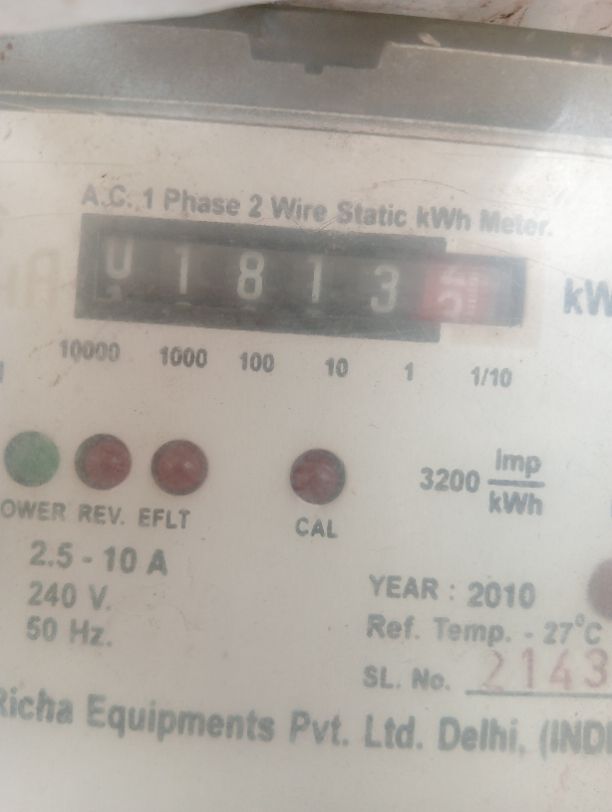 A.C. 1 Phase 2 Wire Static kWh Meter.
1 8 1 3
kW
10000 1000 100 10 1 1/10
3200 Imp/kWh
OWER REV. EFLT CAL
2.5 - 10 A
240 V.
50 Hz.
YEAR : 2010
Ref. Temp. - 27°C
SL. No. 2143
Richa Equipments Pvt. Ltd. Delhi, (INDI